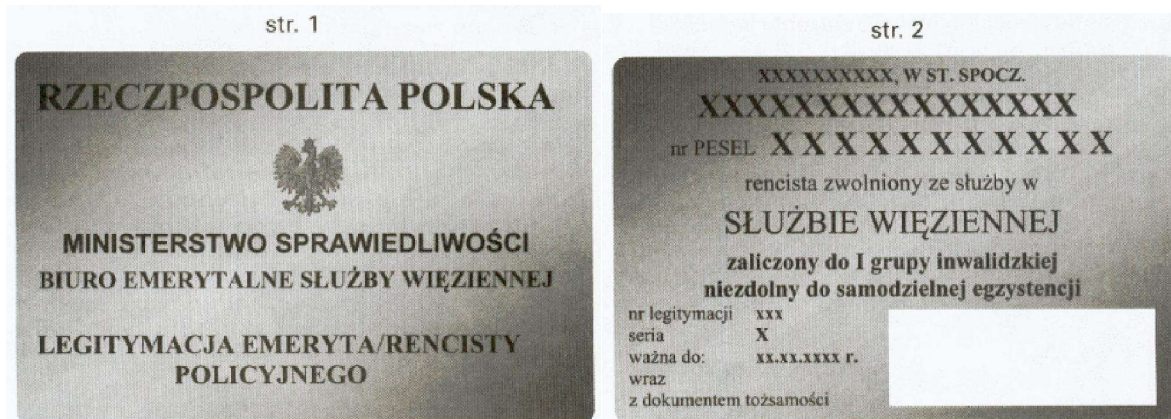 str. 1
RZECZPOSPOLITA POLSKA
MINISTERSTWO SPRAWIEDLIWOŚCI
BIURO EMERYTALNE SŁUŻBY WIĘZIENNEJ
LEGITYMACJA EMERYTA/RENCISTY
POLICYJNEGO
str. 2
XXXXXXXXXX, W ST. SPOCZ.
XXXXXXXXXXXXXXXX
nr PESEL X X X X X X X X X X X
rencista zwolniony ze służby w
SŁUŻBIE WIĘZIENNEJ
zaliczony do I grupy inwalidzkiej
niezdolny do samodzielnej egzystencji
nr legitymacji xxx
seria X
ważna do: xx.xx.xxxx r.
wraz
z dokumentem tożsamości